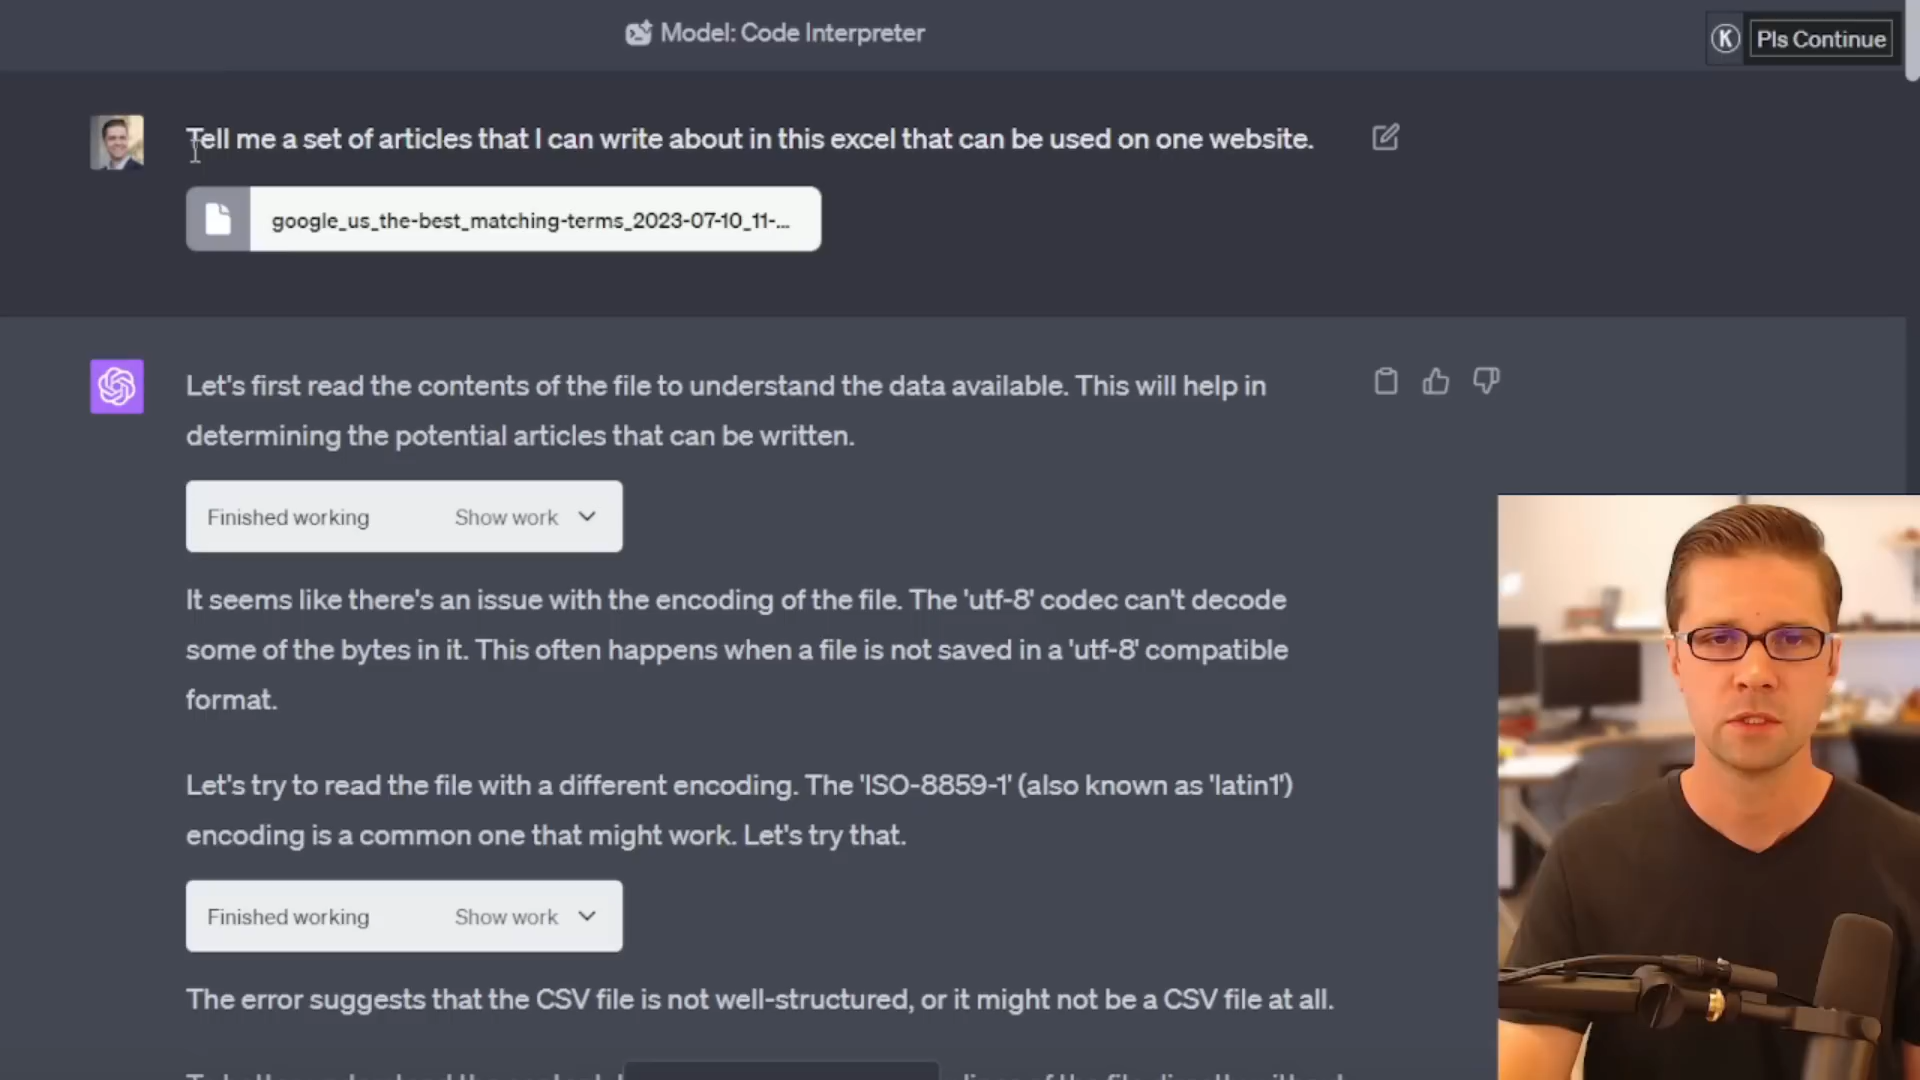 Model: Code Interpreter
K Pls Continue
Tell me a set of articles that I can write about in this excel that can be used on one website.
google_us_the-best_matching-terms_2023-07-10_11-...
Let's first read the contents of the file to understand the data available. This will help in
determining the potential articles that can be written.
Finished working Show work
It seems like there's an issue with the encoding of the file. The 'utf-8' codec can't decode
some of the bytes in it. This often happens when a file is not saved in a 'utf-8' compatible
format.
Let's try to read the file with a different encoding. The 'ISO-8859-1' (also known as 'latin1')
encoding is a common one that might work. Let's try that.
Finished working Show work
The error suggests that the CSV file is not well-structured, or it might not be a CSV file at all.